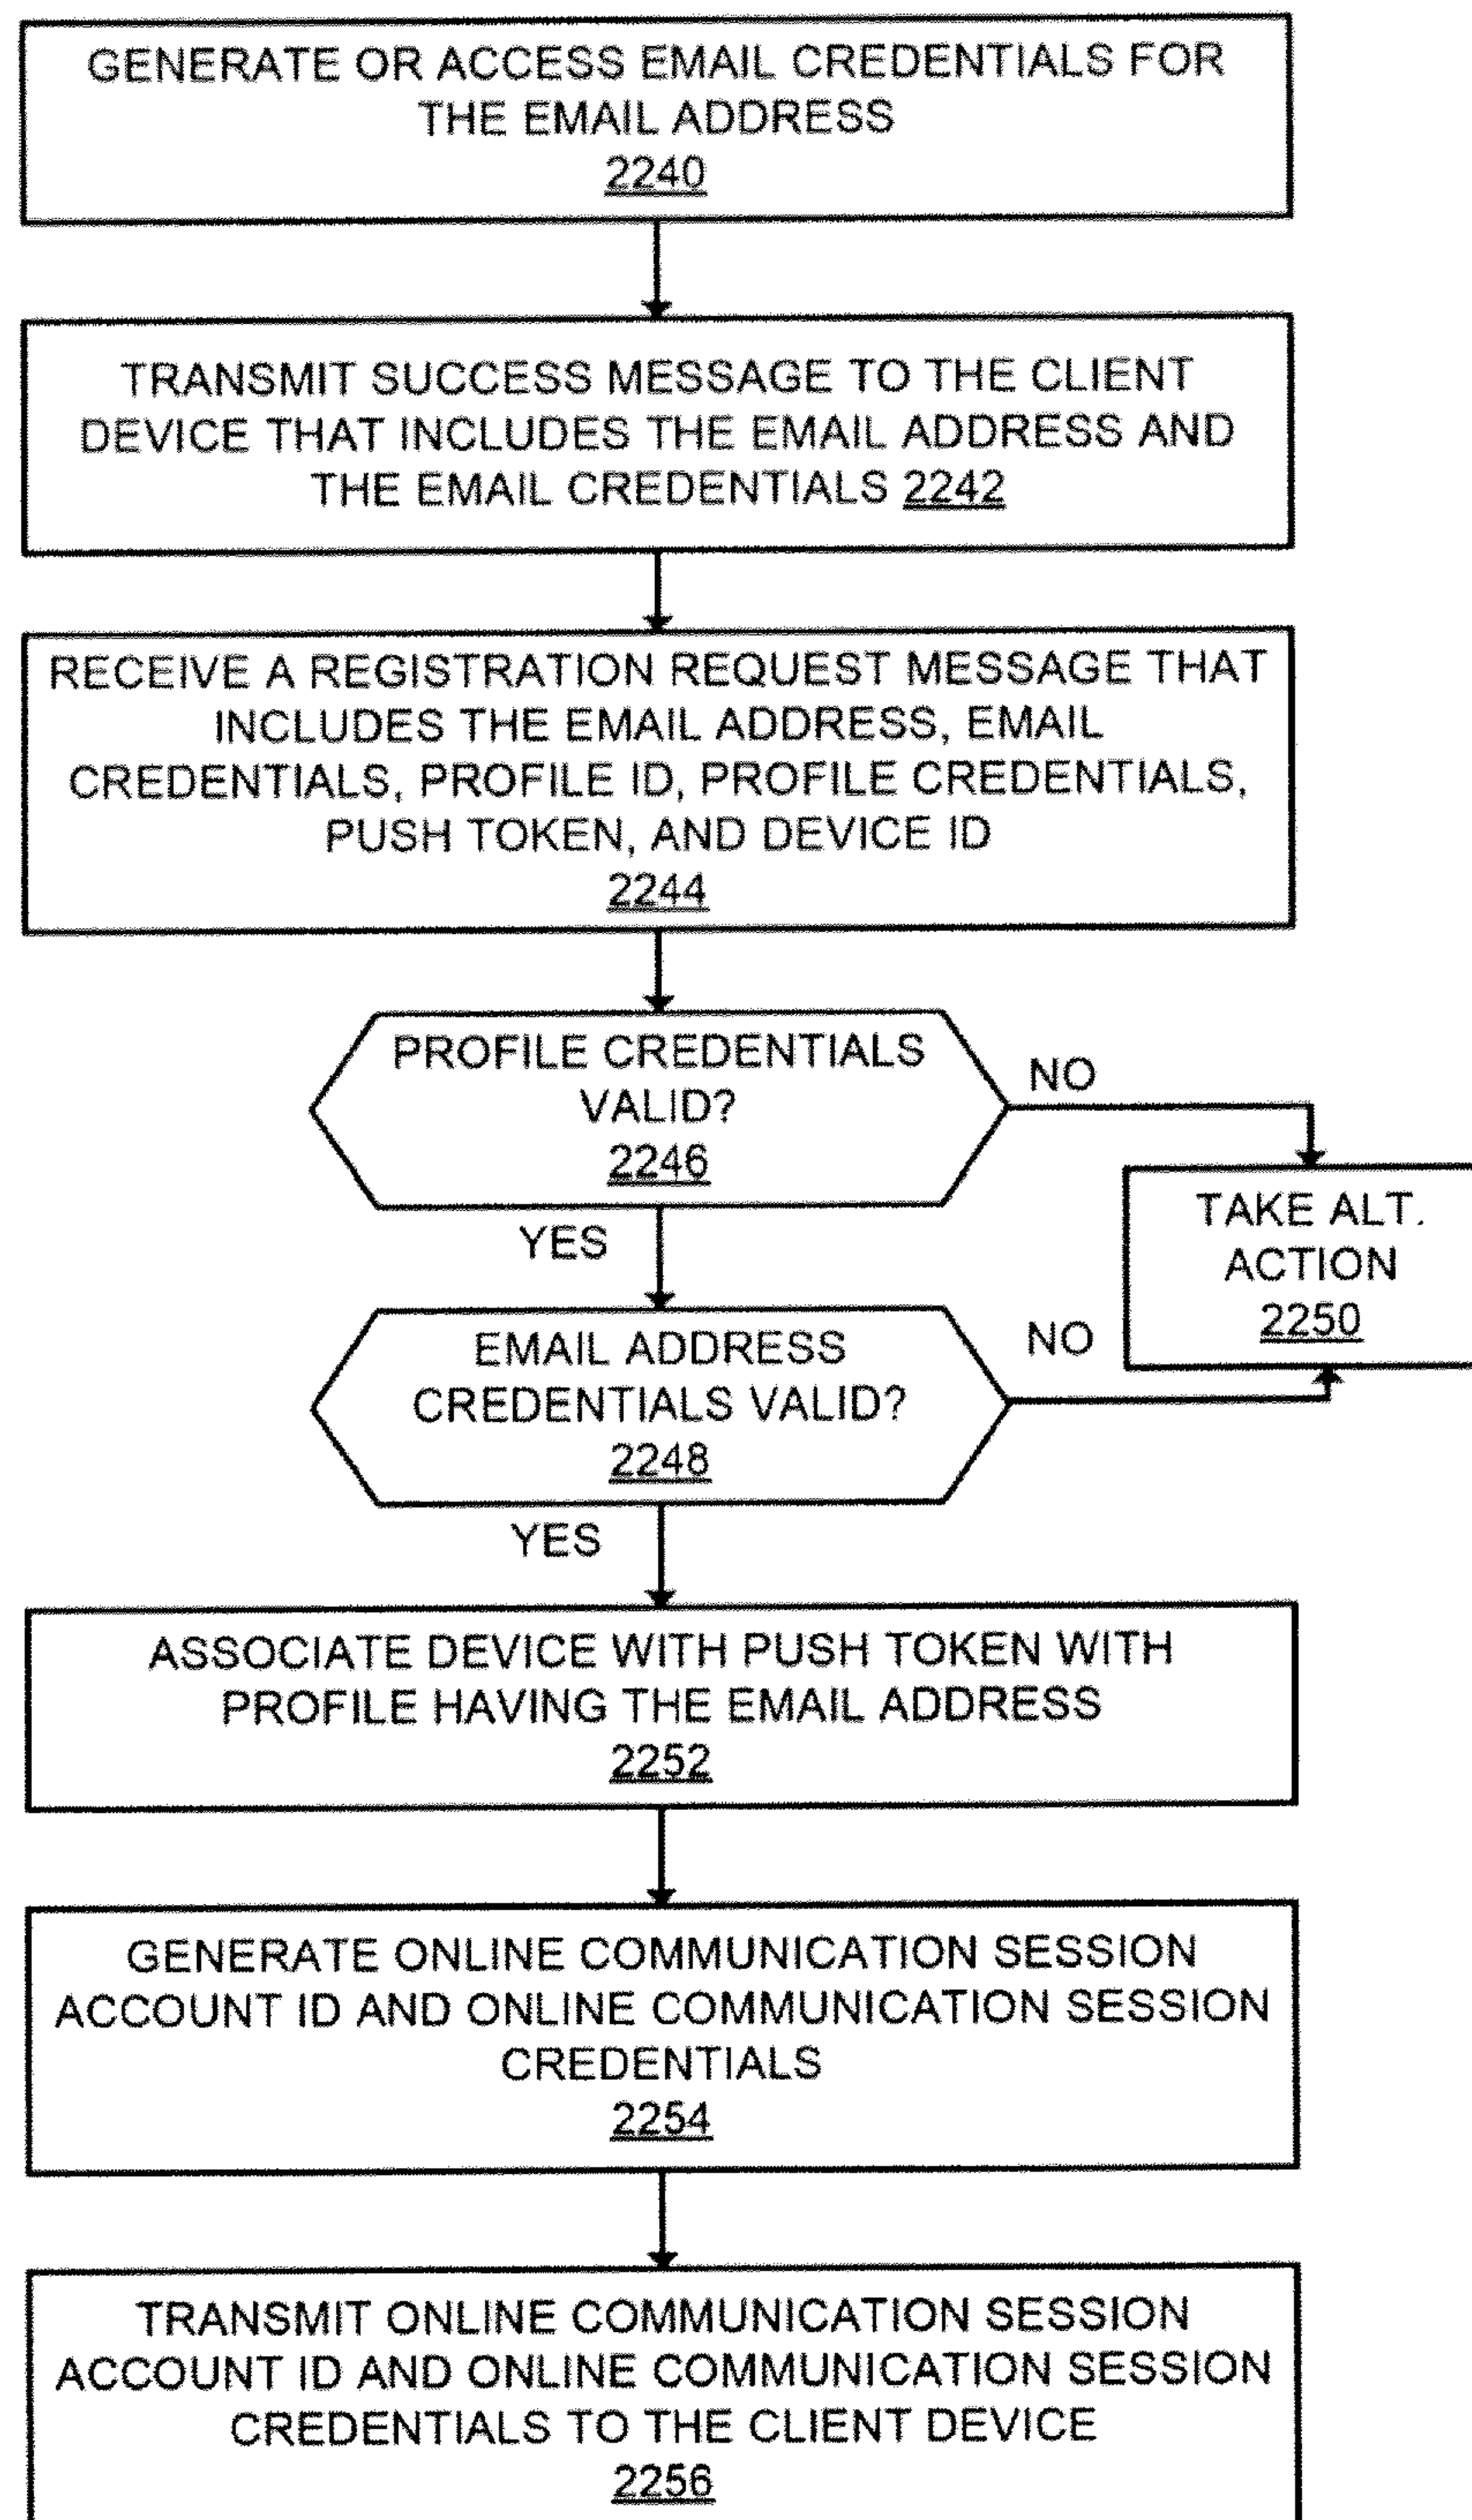 GENERATE OR ACCESS EMAIL CREDENTIALS FOR
THE EMAIL ADDRESS
2240
TRANSMIT SUCCESS MESSAGE TO THE CLIENT
DEVICE THAT INCLUDES THE EMAIL ADDRESS AND
THE EMAIL CREDENTIALS 2242
RECEIVE A REGISTRATION REQUEST MESSAGE THAT
INCLUDES THE EMAIL ADDRESS, EMAIL
CREDENTIALS, PROFILE ID, PROFILE CREDENTIALS,
PUSH TOKEN, AND DEVICE ID
2244
PROFILE CREDENTIALS
VALID?
2246
NO
YES
TAKE ALT.
ACTION
2250
EMAIL ADDRESS
CREDENTIALS VALID?
2248
NO
YES
ASSOCIATE DEVICE WITH PUSH TOKEN WITH
PROFILE HAVING THE EMAIL ADDRESS
2252
GENERATE ONLINE COMMUNICATION SESSION
ACCOUNT ID AND ONLINE COMMUNICATION SESSION
CREDENTIALS
2254
TRANSMIT ONLINE COMMUNICATION SESSION
ACCOUNT ID AND ONLINE COMMUNICATION SESSION
CREDENTIALS TO THE CLIENT DEVICE
2256